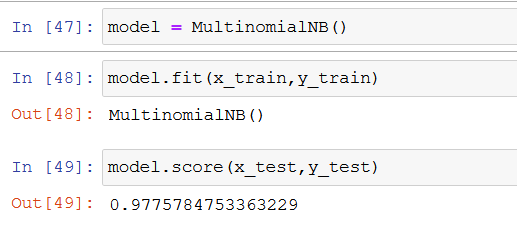 In [47]: model = MultinomialNB()
In [48]: model.fit(x_train,y_train)
Out[48]: MultinomialNB()
In [49]: model.score(x_test,y_test)
Out[49]: 0.9775784753363229